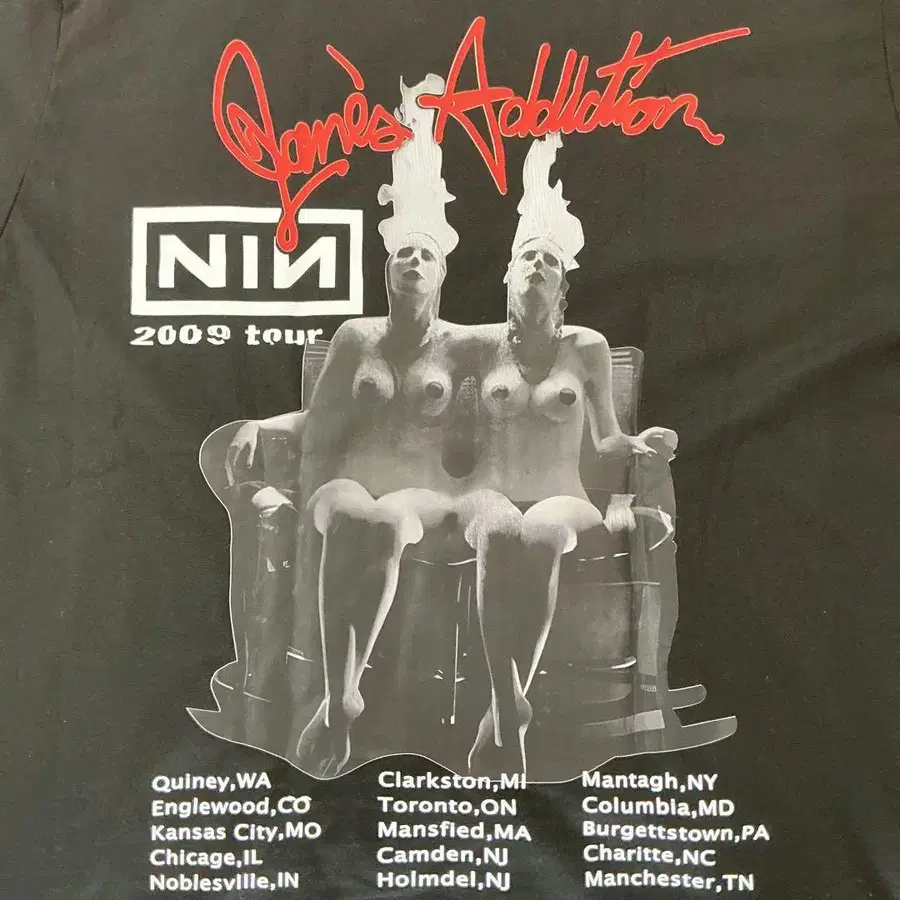 Jane's Addiction
NIN
2009 tour
Quiney,WA
Englewood,CO
Kansas City,MO
Chicage,IL
Noblesville,IN
Clarkston,MI
Toronto,ON
Mansfied,MA
Camden,NJ
Holmdel,NJ
Mantagh,NY
Columbia,MD
Burgettstown,PA
Charitte,NC
Manchester,TN